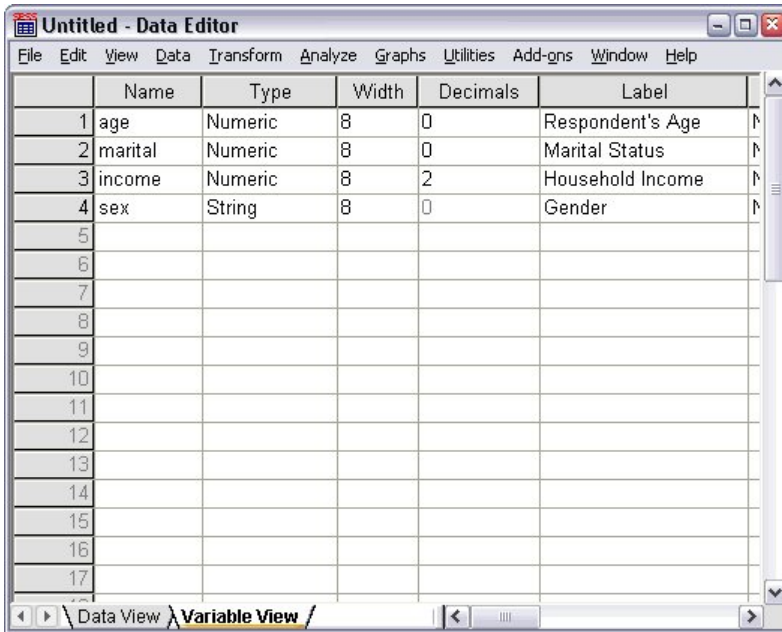 Untitled - Data Editor
File Edit View Data Transform Analyze Graphs Utilities Add-ons Window Help
Name Type Width Decimals Label
1 age Numeric 8 0 Respondent's Age
2 marital Numeric 8 0 Marital Status
3 income Numeric 8 2 Household Income
4 sex String 8 0 Gender
5
6
7
8
9
10
11
12
13
14
15
16
17
Data View Variable View